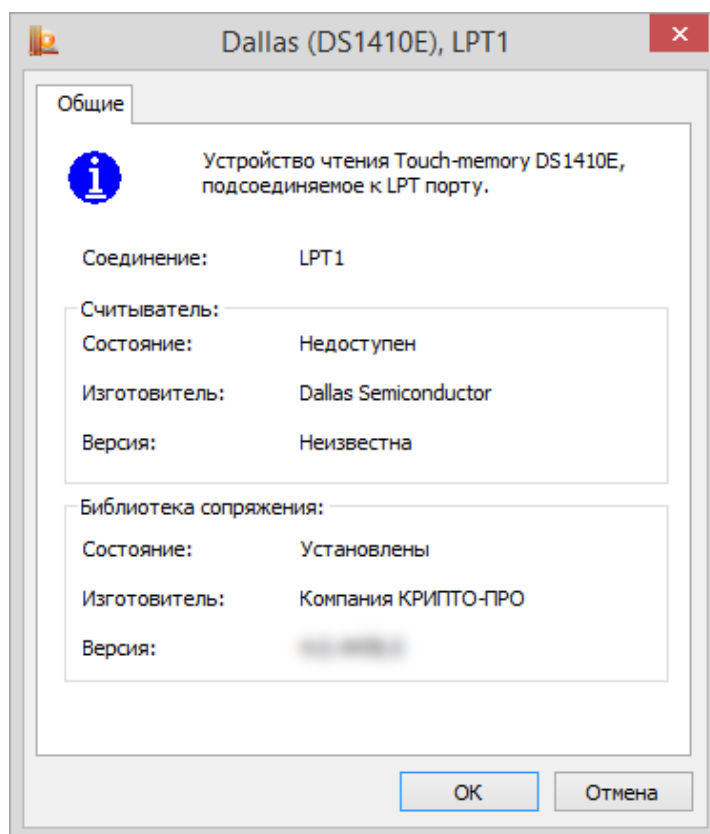 Dallas (DS1410E), LPT1
Общие
Устройство чтения Touch-memory DS1410E,
подсоединяемое к LPT порту.
Соединение: LPT1
Считыватель:
Состояние: Недоступен
Изготовитель: Dallas Semiconductor
Версия: Неизвестна
Библиотека сопряжения:
Состояние: Установлены
Изготовитель: Компания КРИПТО-ПРО
Версия:
OK Отмена